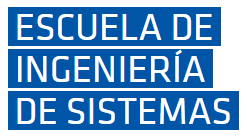 ESCUELA DE
INGENIERÍA
DE SISTEMAS